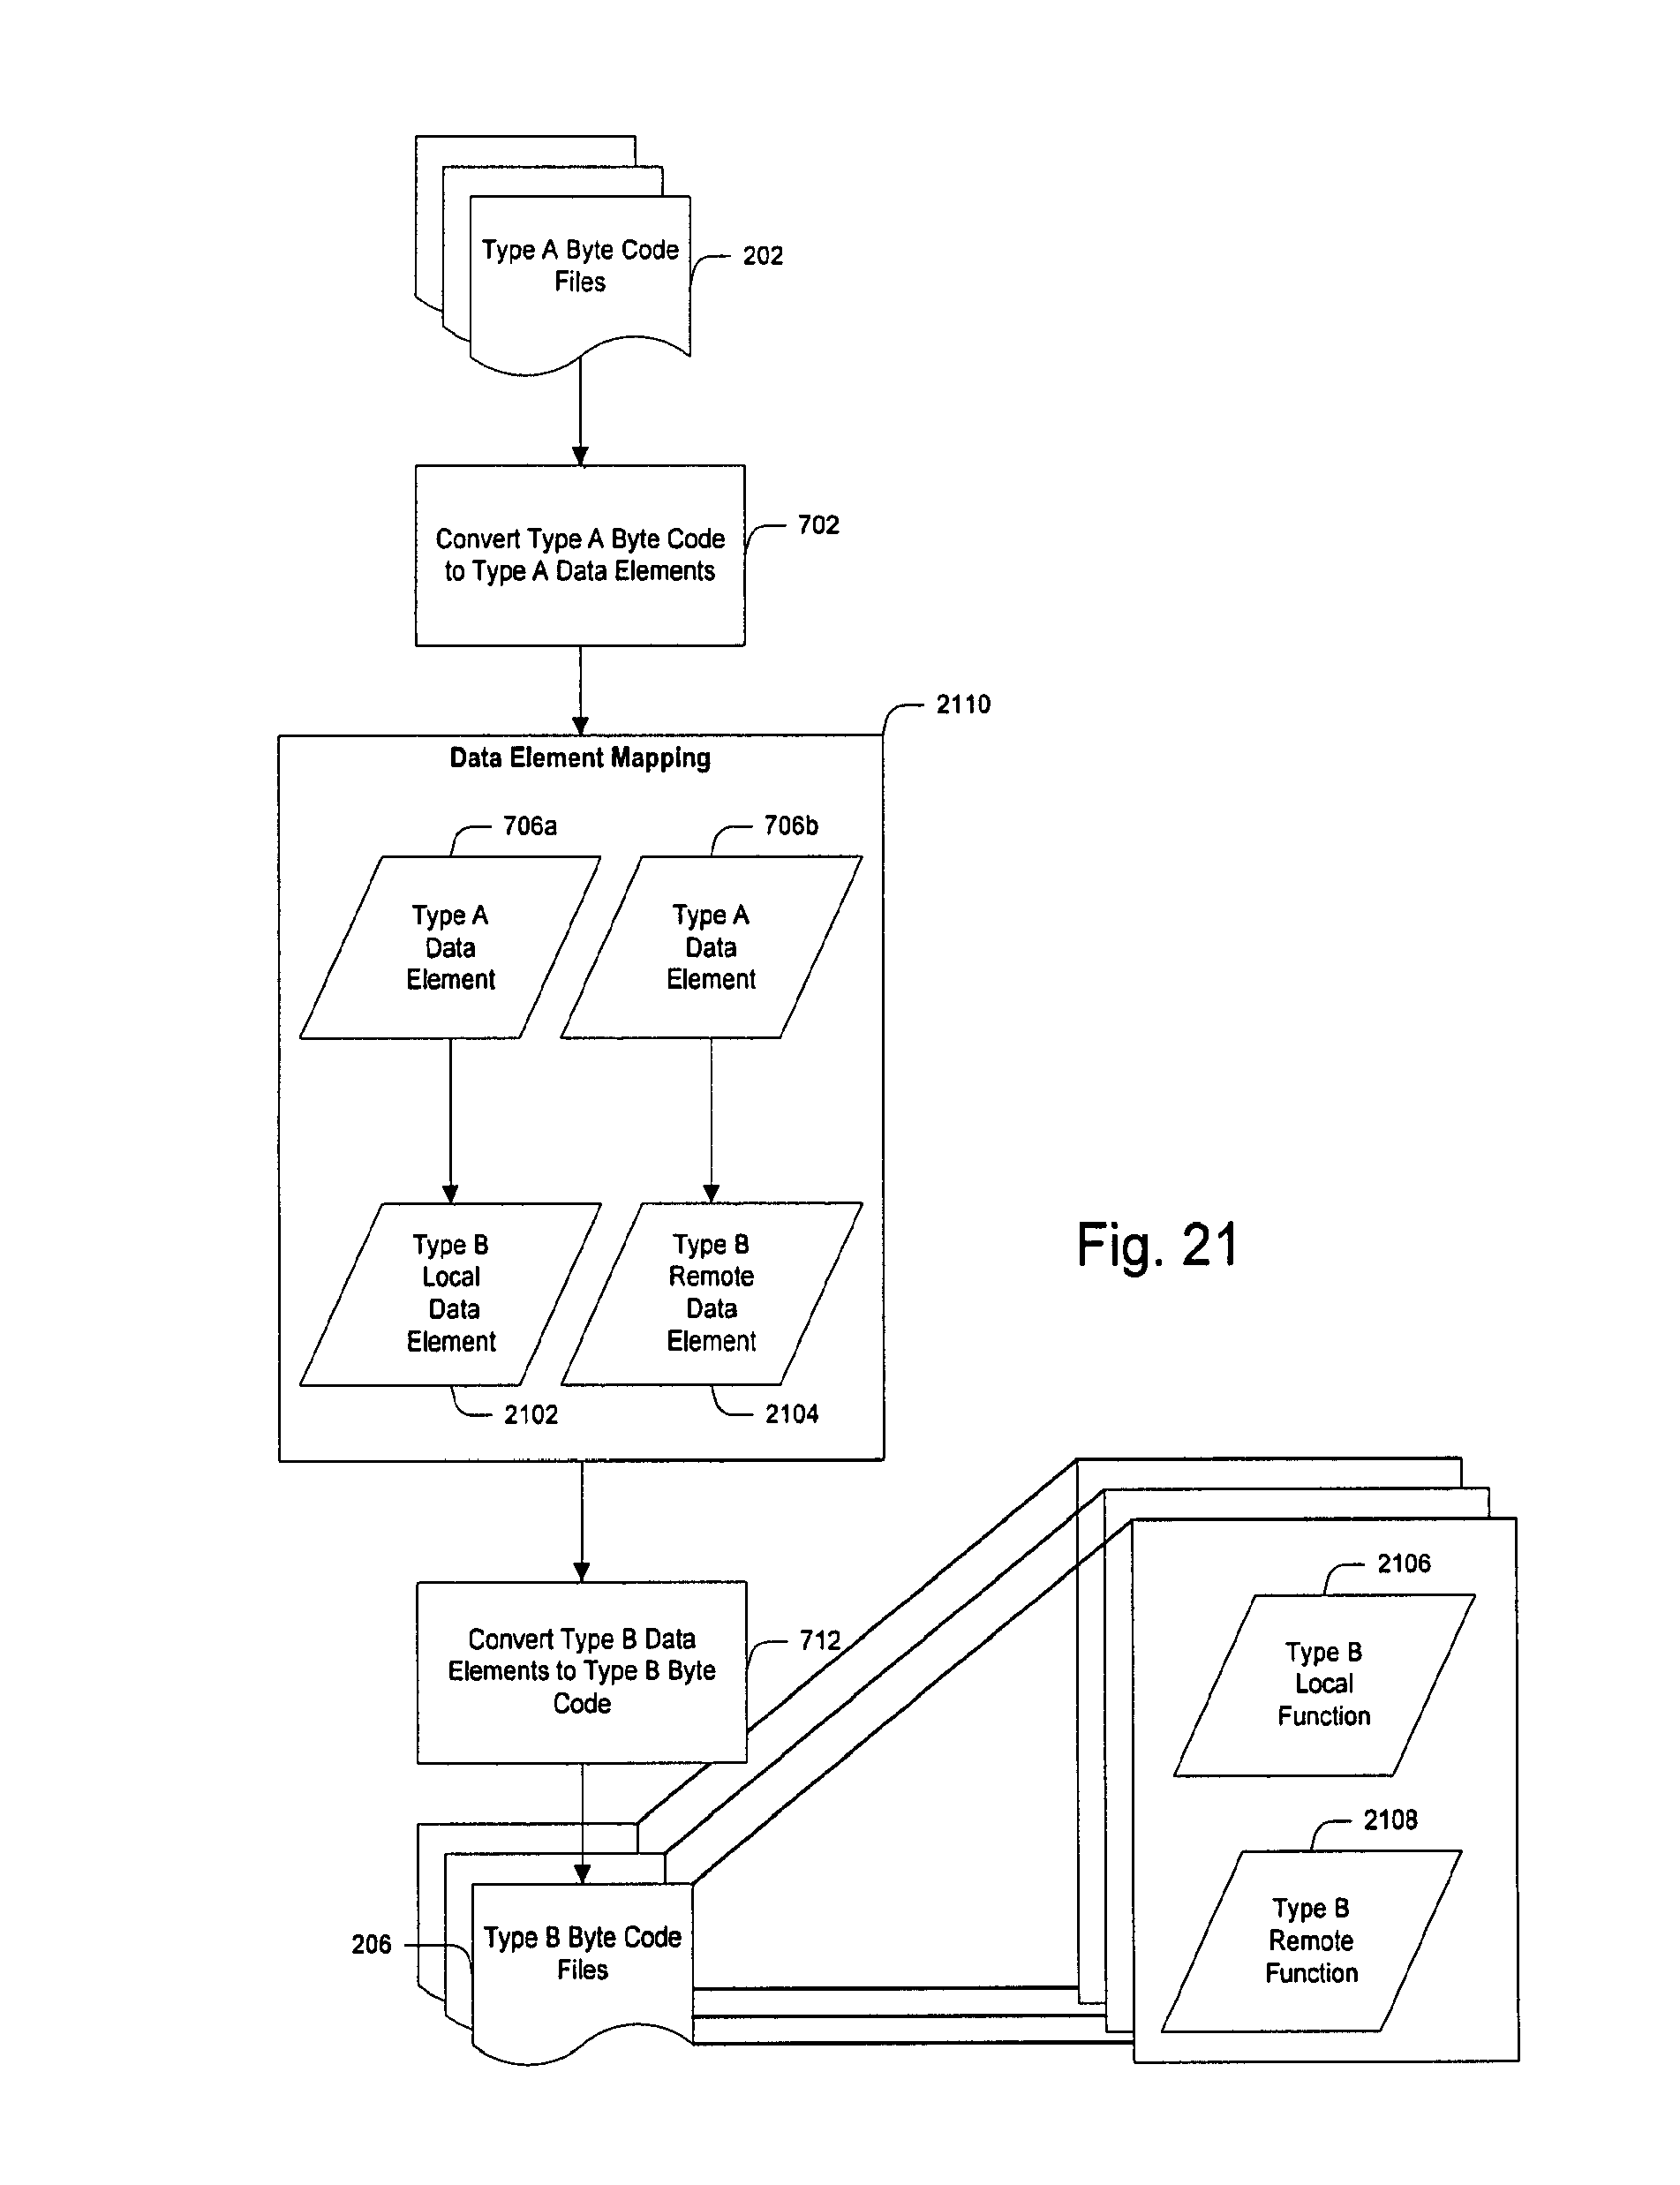 Type A Byte Code
Files
202
Convert Type A Byte Code
to Type A Data Elements
702
2110
Data Element Mapping
706a
706b
Type A
Data
Element
Type A
Data
Element
Type B
Local
Data
Element
Type B
Remote
Data
Element
2102
2104
Fig. 21
Convert Type B Data
Elements to Type B Byte
Code
712
2106
Type B
Local
Function
2108
Type B
Remote
Function
206
Type B Byte Code
Files